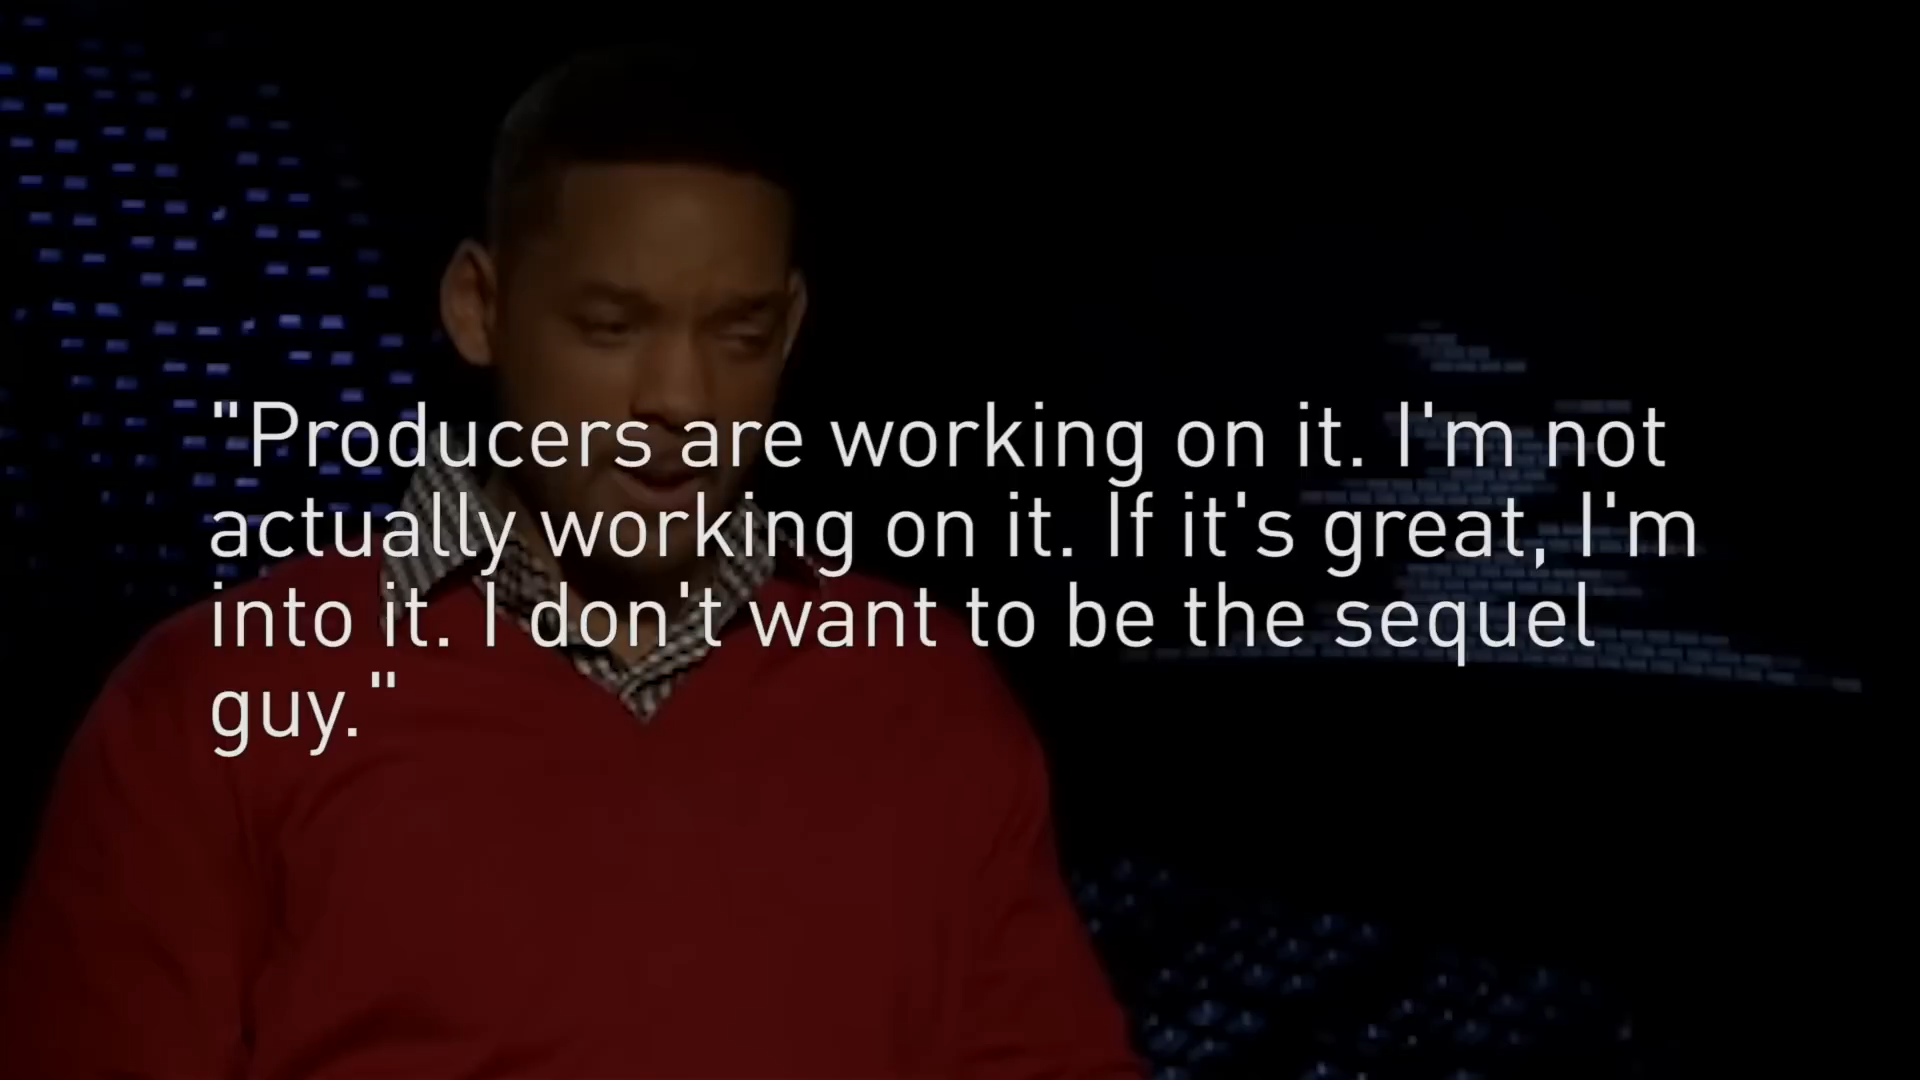 "Producers are working on it. I'm not
actually working on it. If it's great, I'm
into it. I don't want to be the sequel
guy."